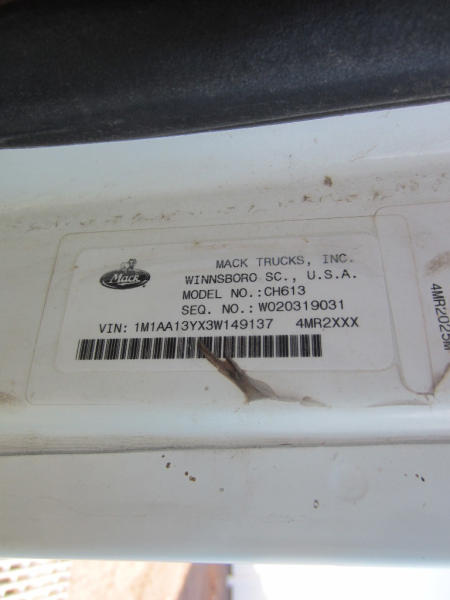 Mack
MACK TRUCKS, INC.
WINNSBORO SC., U.S.A.
MODEL NO.:CH613
SEQ. NO.: W020319031
VIN: 1M1AA13YX3W149137 4MR2XXX
4MR2025M